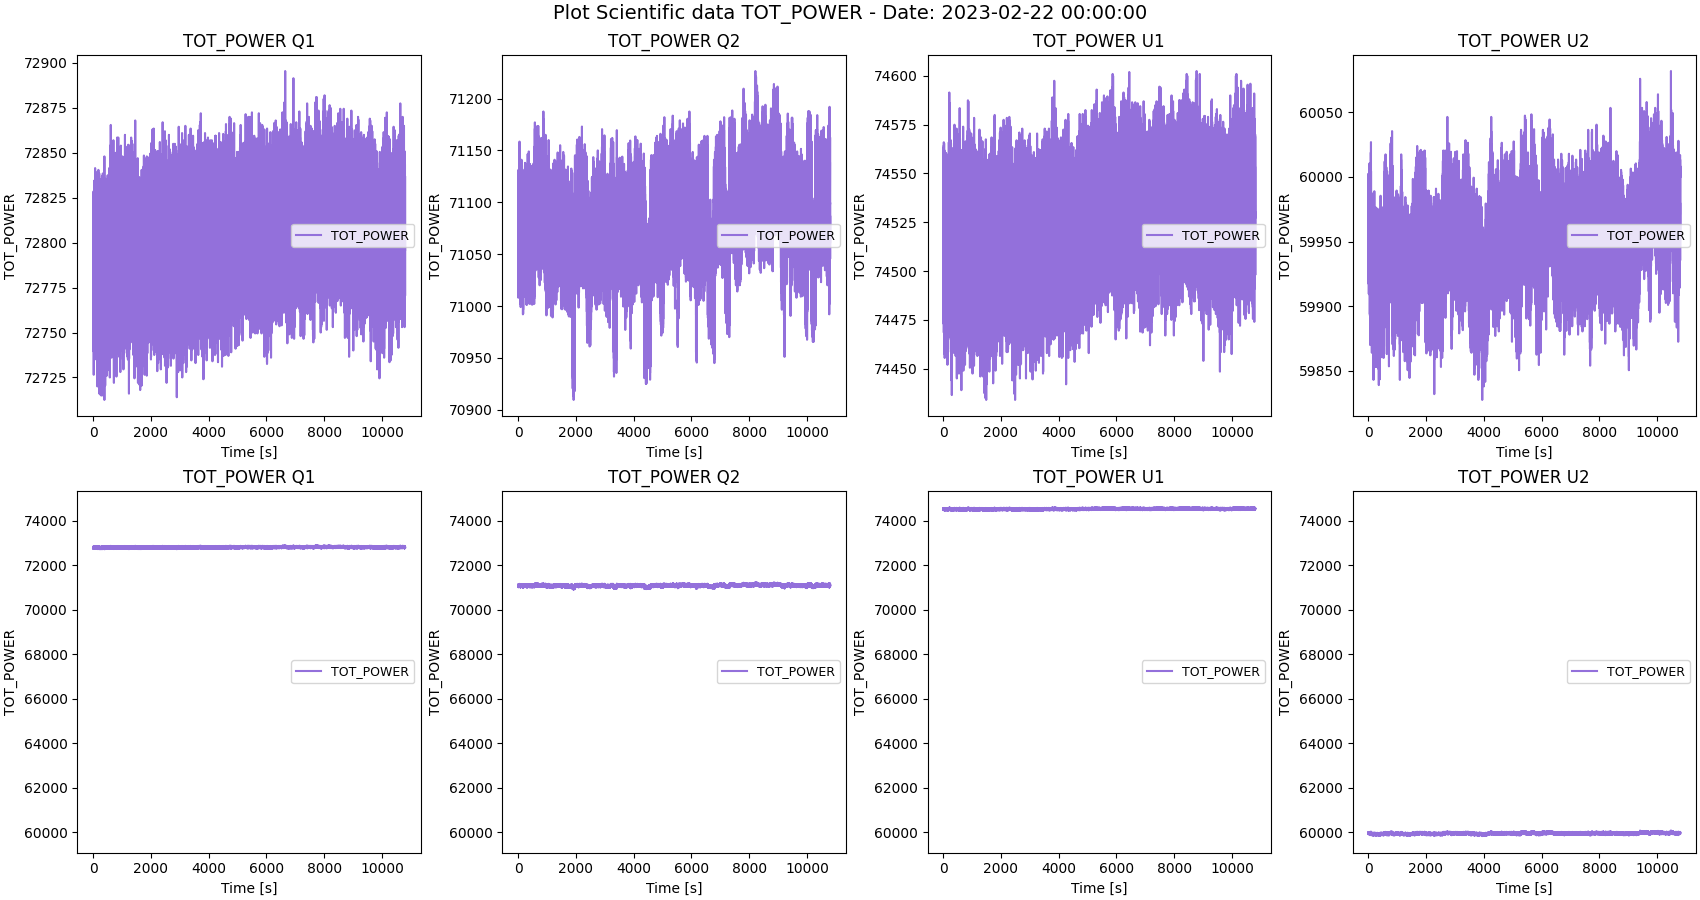 Plot Scientific data TOT_POWER - Date: 2023-02-22 00:00:00
TOT_POWER Q1
TOT_POWER
72900
72875
72850
72825
72800
72775
72750
72725
TOT_POWER
0 2000 4000 6000 8000 10000
Time [s]
TOT_POWER Q2
TOT_POWER
71200
71150
71100
71050
71000
70950
70900
TOT_POWER
0 2000 4000 6000 8000 10000
Time [s]
TOT_POWER U1
TOT_POWER
74600
74575
74550
74525
74500
74475
74450
TOT_POWER
0 2000 4000 6000 8000 10000
Time [s]
TOT_POWER U2
TOT_POWER
60050
60000
59950
59900
59850
TOT_POWER
0 2000 4000 6000 8000 10000
Time [s]
TOT_POWER Q1
TOT_POWER
74000
72000
70000
68000
66000
64000
62000
60000
TOT_POWER
0 2000 4000 6000 8000 10000
Time [s]
TOT_POWER Q2
TOT_POWER
74000
72000
70000
68000
66000
64000
62000
60000
TOT_POWER
0 2000 4000 6000 8000 10000
Time [s]
TOT_POWER U1
TOT_POWER
74000
72000
70000
68000
66000
64000
62000
60000
TOT_POWER
0 2000 4000 6000 8000 10000
Time [s]
TOT_POWER U2
TOT_POWER
74000
72000
70000
68000
66000
64000
62000
60000
TOT_POWER
0 2000 4000 6000 8000 10000
Time [s]